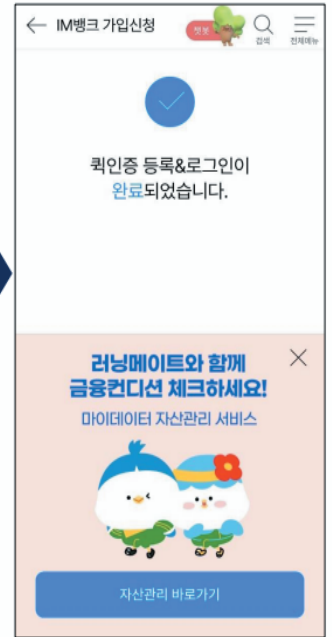 ← IM뱅크 가입신청
챗봇
검색
전체메뉴
퀵인증 등록&로그인이
완료되었습니다.
러닝메이트와 함께
금융컨디션 체크하세요!
마이데이터 자산관리 서비스
자산관리 바로가기